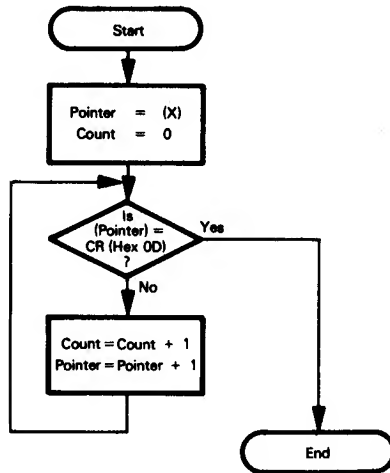 Start
Pointer = (X)
Count = 0
Is
(Pointer) =
CR (Hex 0D)
?
Yes
No
Count = Count + 1
Pointer = Pointer + 1
End